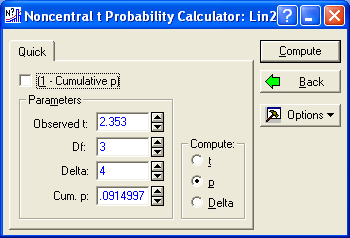 Noncentral t Probability Calculator: Lin2
Quick
Compute
(1 - Cumulative p)
Back
Parameters
Options
Observed t: 2.353
Df: 3
Compute:
Delta: 4
t
Cum. p: .0914997
p
Delta